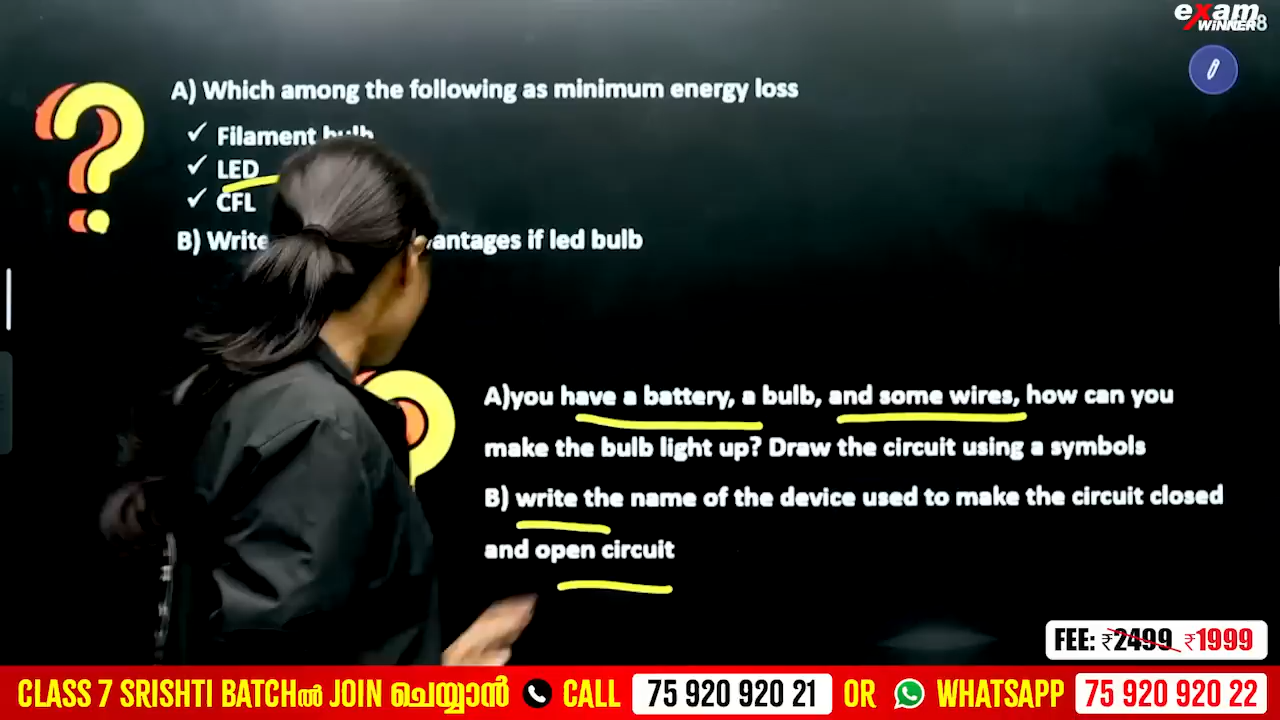 exam
WINNER
A) Which among the following as minimum energy loss
✓ Filament bulb
✓ LED
✓ CFL
B) Write antages if led bulb
A)you have a battery, a bulb, and some wires, how can you
make the bulb light up? Draw the circuit using a symbols
B) write the name of the device used to make the circuit closed
and open circuit
FEE: ₹2499 ₹1999
CLASS 7 SRISHTI BATCHൽ JOIN ചെയ്യാൻ CALL 75 920 920 21 OR WHATSAPP 75 920 920 22